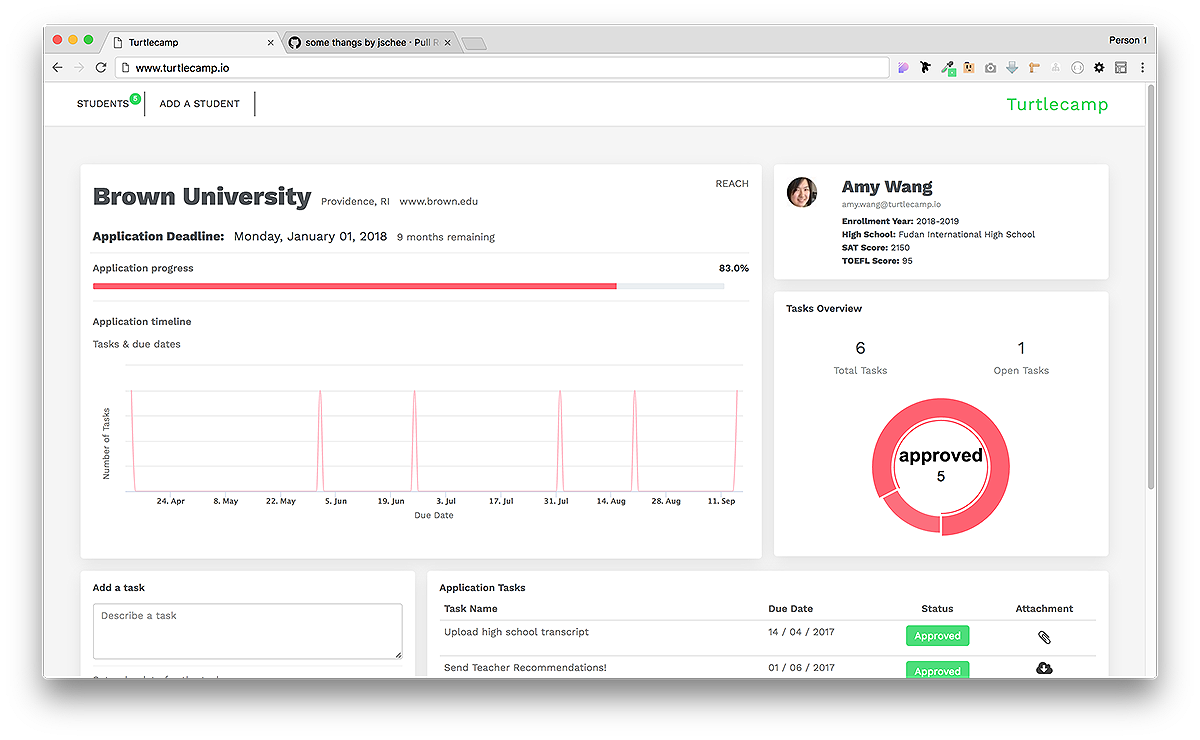 Turtlecamp
some thangs by jschee · Pull R
Person 1
www.turtlecamp.io
STUDENTS 5
ADD A STUDENT
Turtlecamp
Brown University Providence, RI www.brown.edu
REACH
Application Deadline: Monday, January 01, 2018 9 months remaining
Application progress 83.0%
Application timeline
Tasks & due dates
Number of Tasks
24. Apr 8. May 22. May 5. Jun 19. Jun 3. Jul 17. Jul 31. Jul 14. Aug 28. Aug 11. Sep
Due Date
Amy Wang
amy.wang@turtlecamp.io
Enrollment Year: 2018-2019
High School: Fudan International High School
SAT Score: 2150
TOEFL Score: 95
Tasks Overview
6 1
Total Tasks Open Tasks
approved
5
Add a task
Describe a task
Application Tasks
Task Name Due Date Status Attachment
Upload high school transcript 14 / 04 / 2017 Approved
Send Teacher Recommendations! 01 / 06 / 2017 Approved